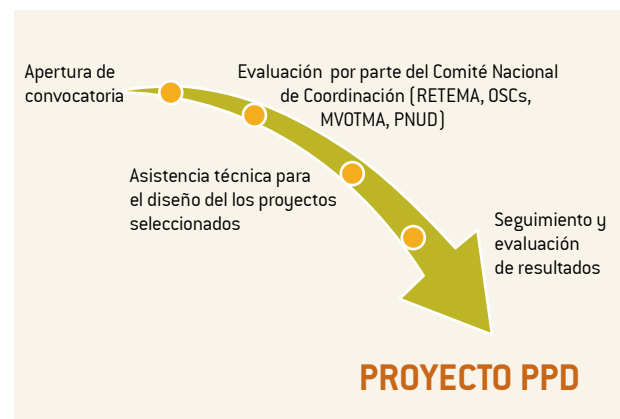 Apertura de
convocatoria
Evaluación por parte del Comité Nacional
de Coordinación (RETEMA, OSCs,
MVOTMA, PNUD)
Asistencia técnica para
el diseño del los proyectos
seleccionados
Seguimiento y
evaluación
de resultados
PROYECTO PPD